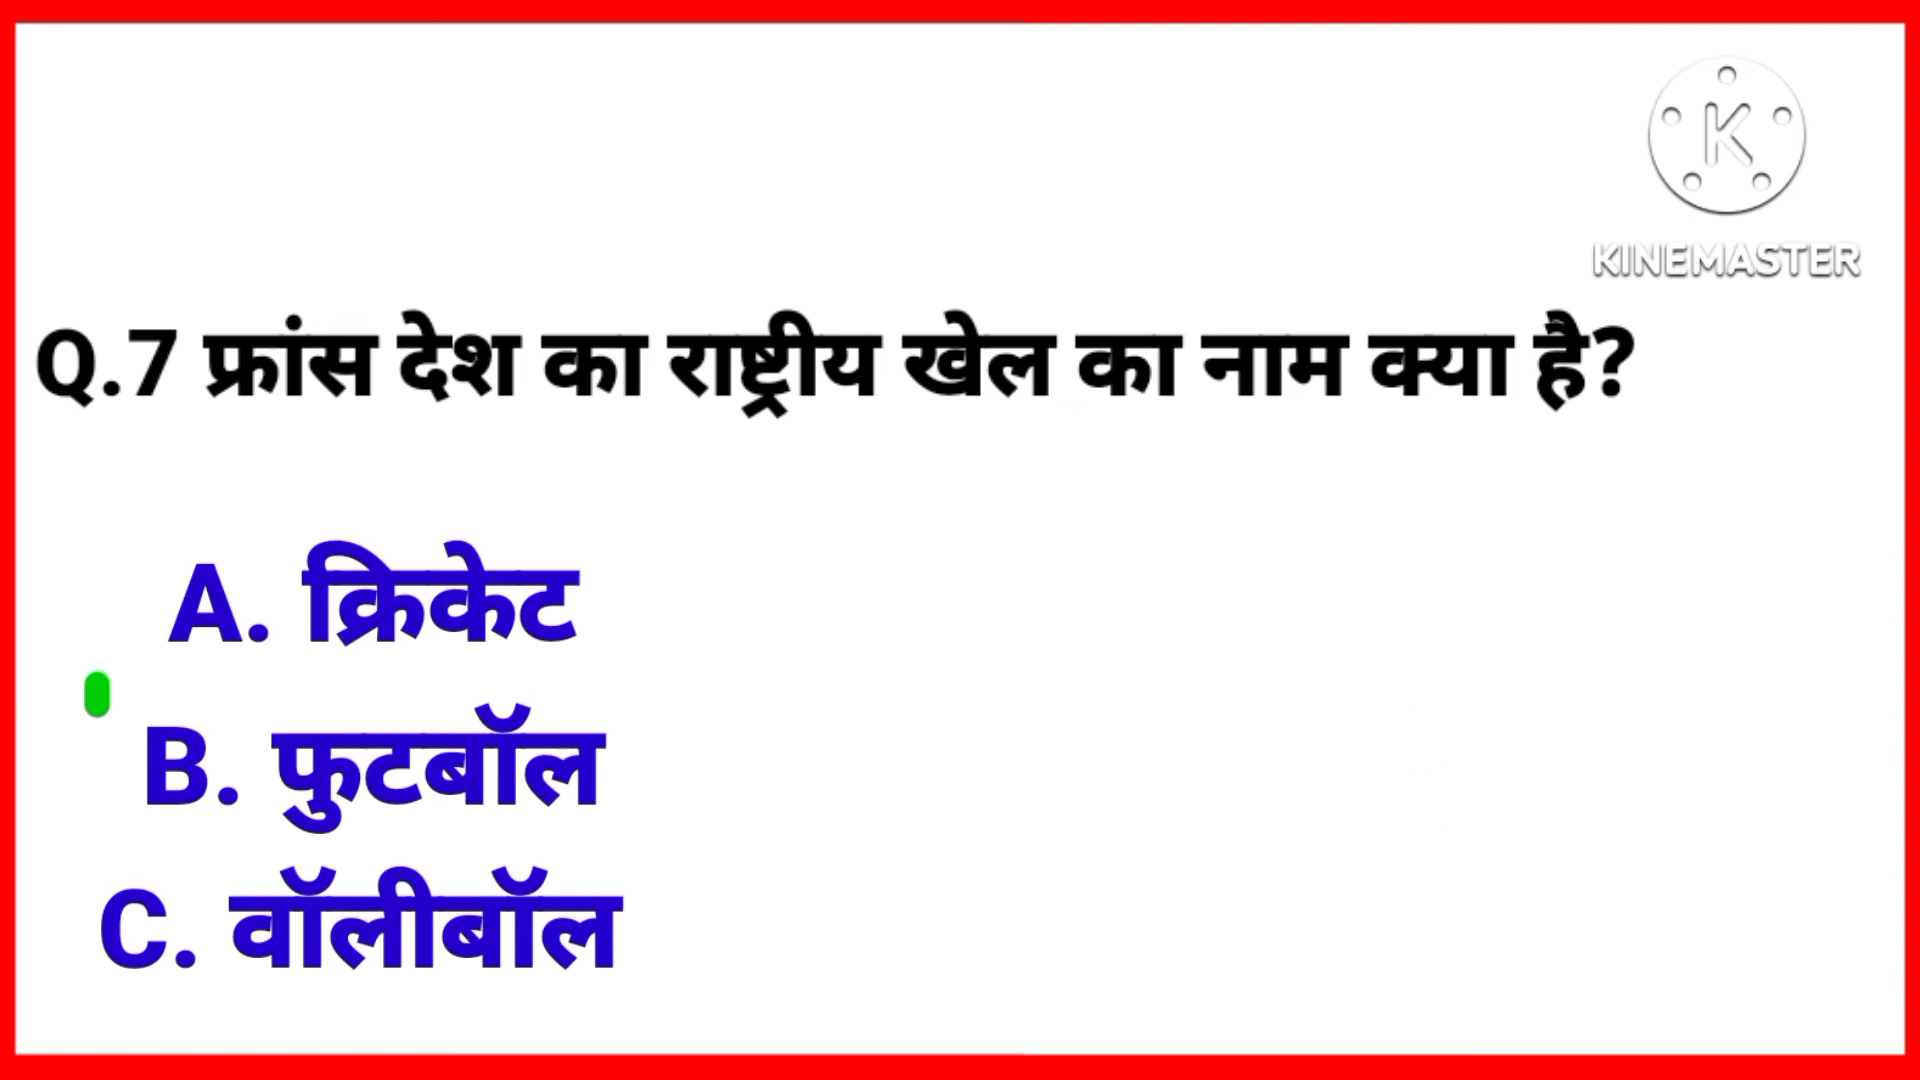 K
KINEMASTER
Q.7 फ्रांस देश का राष्ट्रीय खेल का नाम क्या है?
A. क्रिकेट
B. फुटबॉल
C. वॉलीबॉल